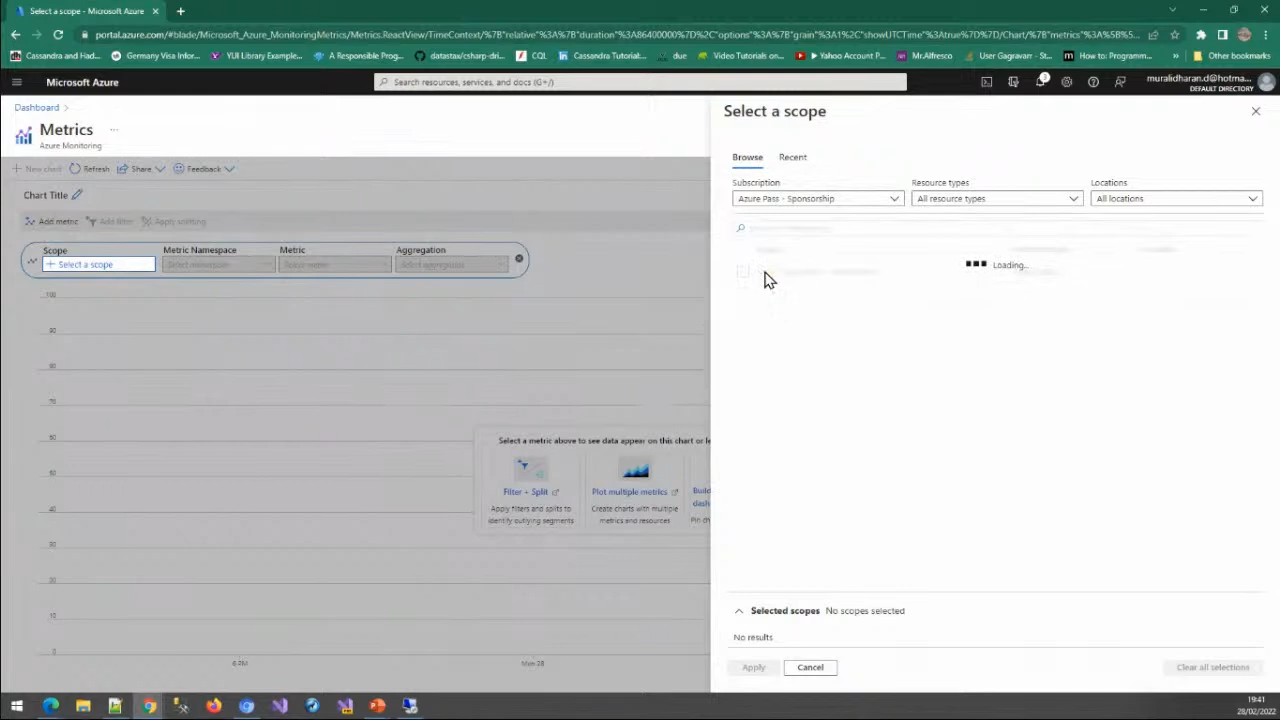 Select a scope - Microsoft Azure
portal.azure.com/#blade/Microsoft_Azure_MonitoringMetrics/Metrics.ReactView/TimeContext/%7B"relative"%3A%7B"duration"%3A86400000%7D%2C"options"%3A%7B"grain"%3A1%2C"showUTCTime"%3Atrue%7D%7D/Chart/%7B"metrics"%3A%5B%5...
Cassandra and Had... Germany Visa Infor... YUI Library Example... A Responsible Prog... datastax/csharp-dri... CQL Cassandra Tutorial:... due Video Tutorials on... Yahoo Account P... MrAlfresco User Gagravarr - St... How to: Programm... » Other bookmarks
Microsoft Azure
Search resources, services, and docs (G+/)
muralidharan.d@hotma...
DEFAULT DIRECTORY
Dashboard >
Metrics ...
Azure Monitoring
New chart Refresh Share Feedback
Chart Title
Add metric Add filter Apply splitting
Scope Metric Namespace Metric Aggregation
+ Select a scope Select namespace Select metric Select aggregation
100
90
80
70
60
50
40
30
20
10
0
6 PM Mon 28
Select a metric above to see data appear on this chart or le
Filter + Split
Apply filters and splits to
identify outlying segments
Plot multiple metrics
Create charts with multiple
metrics and resources
Build
dash
Pin ch
Select a scope
Browse Recent
Subscription Resource types Locations
Azure Pass - Sponsorship All resource types All locations
Loading...
Selected scopes No scopes selected
No results
Apply Cancel Clear all selections
19:41
28/02/2022